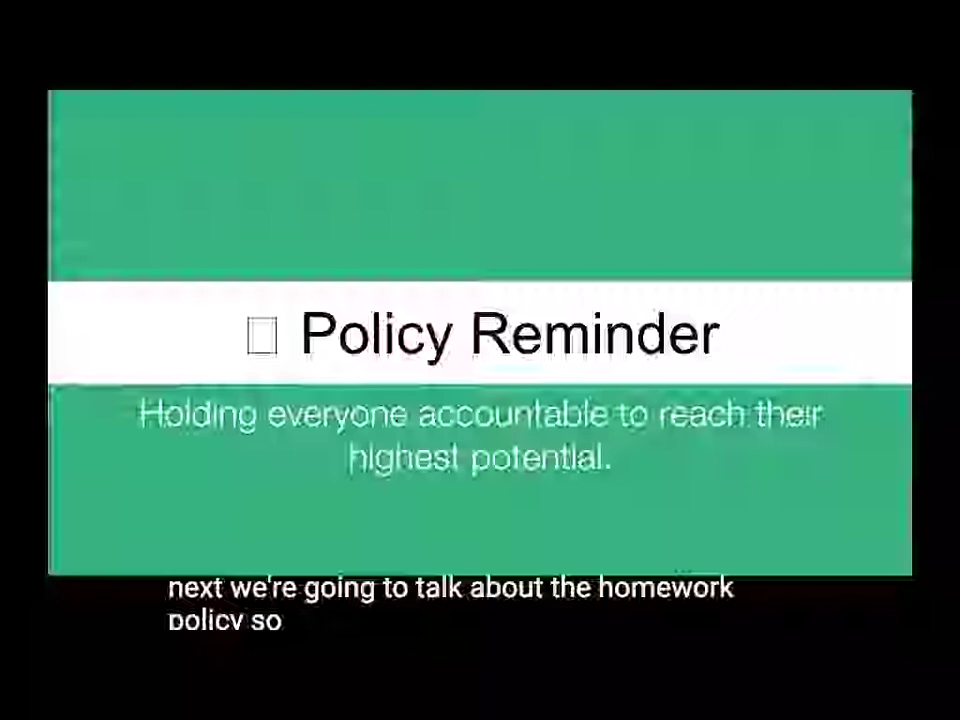 Policy Reminder
Holding everyone accountable to reach their
highest potential.
next we're going to talk about the homework
policy so